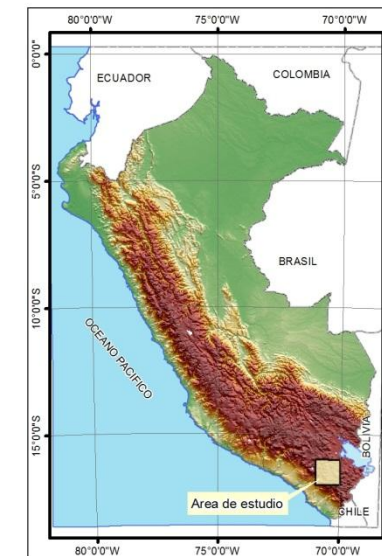 80°0'0"W 75°0'0"W 70°0'0"W
0°0'0"
ECUADOR
COLOMBIA
5°0'0"S
BRASIL
10°0'0"S
OCEANO PACIFICO
15°0'0"S
BOLIVIA
Area de estudio
CHILE
80°0'0"W 75°0'0"W 70°0'0"W